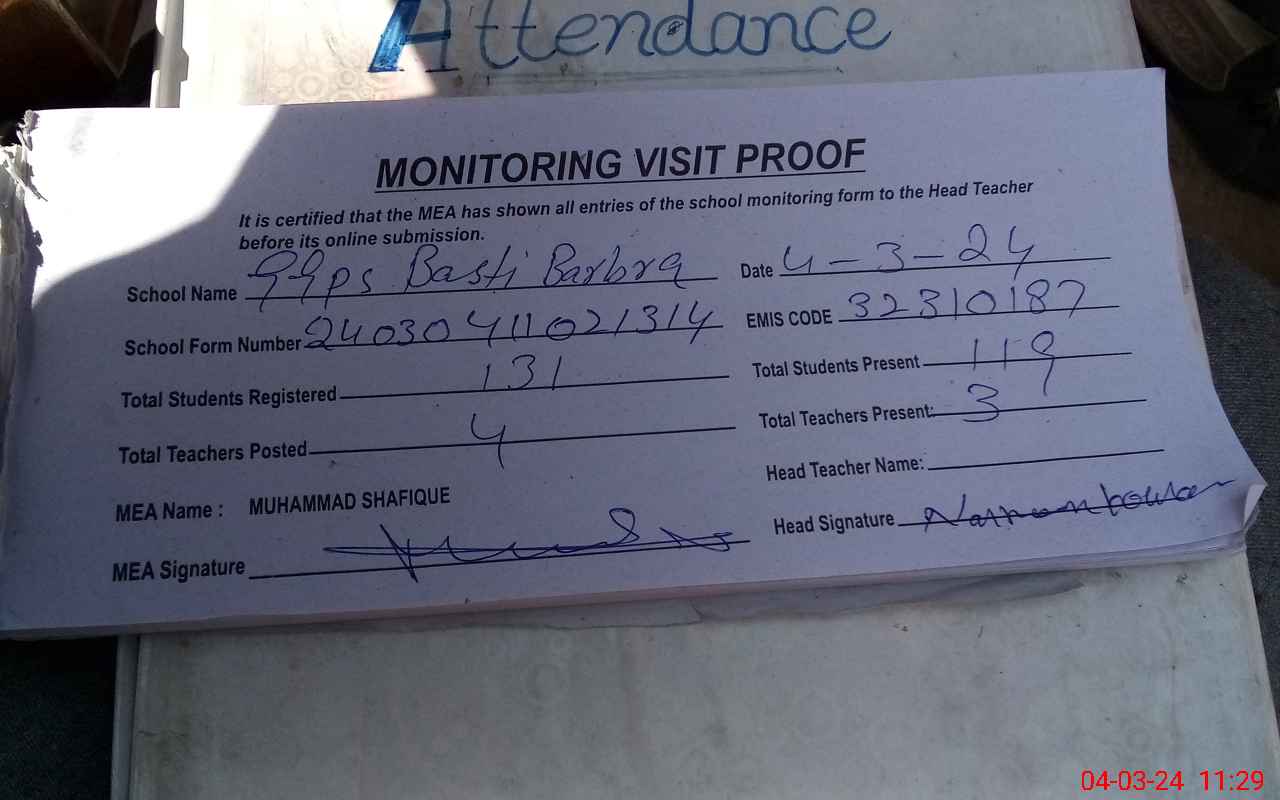 Attendance
MONITORING VISIT PROOF
It is certified that the MEA has shown all entries of the school monitoring form to the Head Teacher
before its online submission.
School Name GGPS Basti Barbra Date 4-3-24
School Form Number 24030411021314 EMIS CODE 32310187
Total Students Registered 131 Total Students Present 119
Total Teachers Posted 4 Total Teachers Present: 3
MEA Name : MUHAMMAD SHAFIQUE Head Teacher Name:
MEA Signature Head Signature
04-03-24 11:29